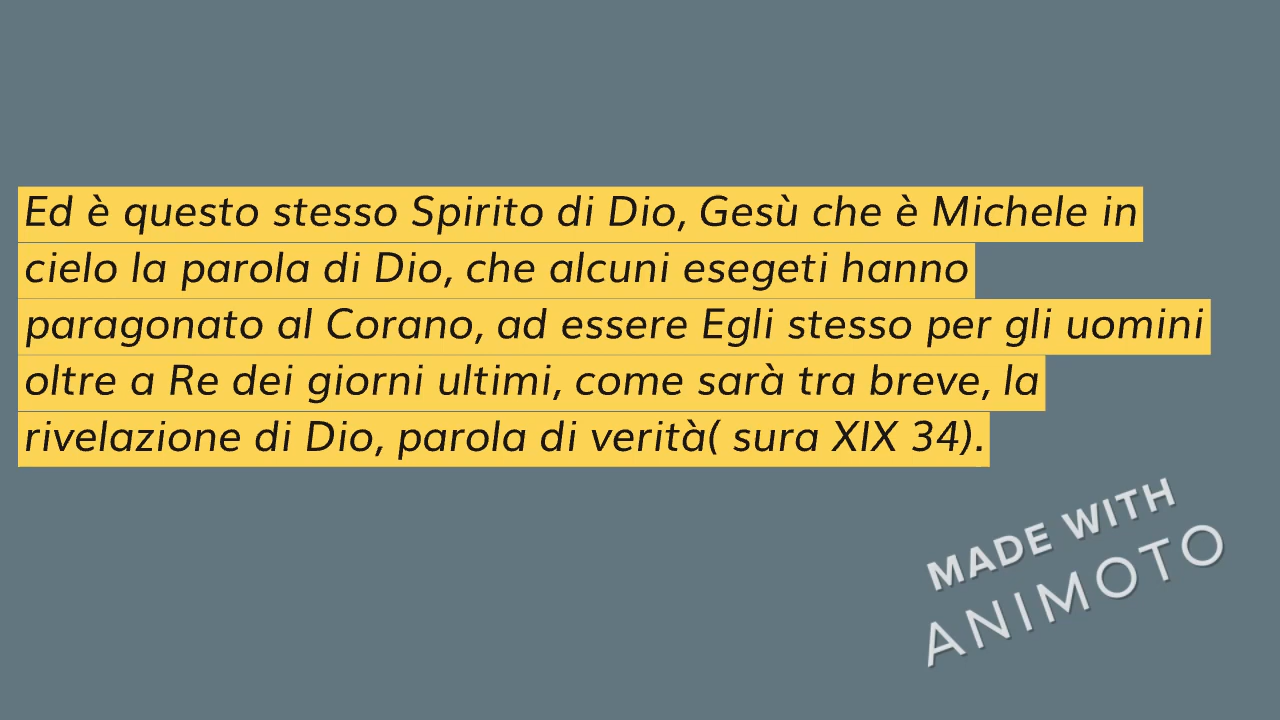 Ed è questo stesso Spirito di Dio, Gesù che è Michele in
cielo la parola di Dio, che alcuni esegeti hanno
paragonato al Corano, ad essere Egli stesso per gli uomini
oltre a Re dei giorni ultimi, come sarà tra breve, la
rivelazione di Dio, parola di verità( sura XIX 34).
MADE WITH
ANIMOTO